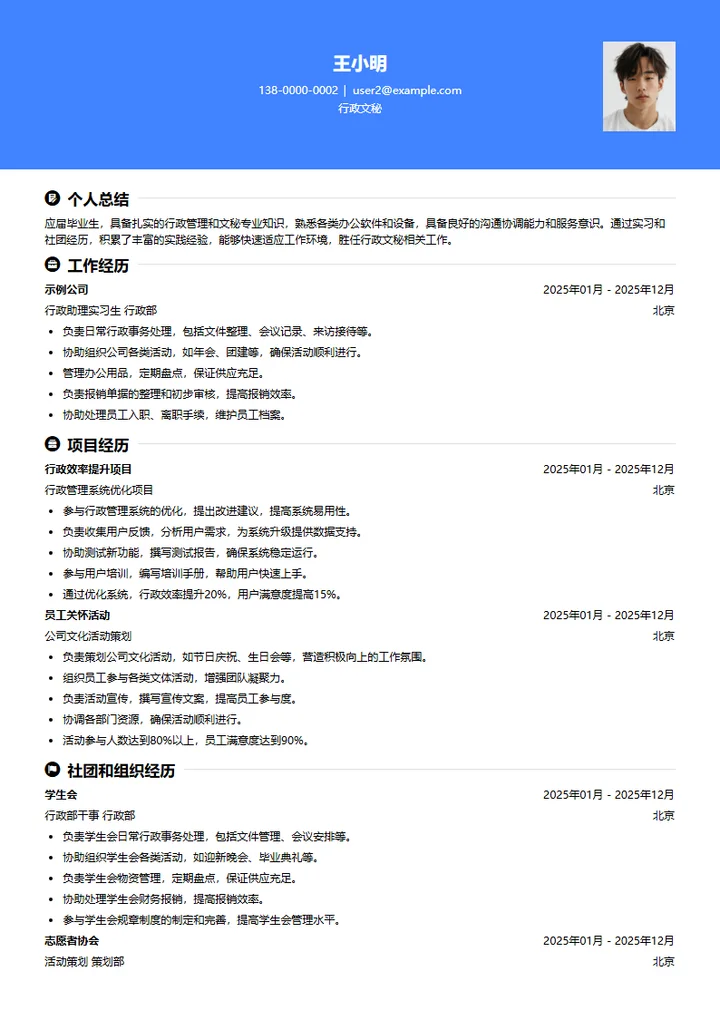 王小明
138-0000-0002 | user2@example.com
行政文秘
个人总结
应届毕业生，具备扎实的行政管理和文秘专业知识，熟悉各类办公软件和设备，具备良好的沟通协调能力和服务意识。通过实习和
社团经历，积累了丰富的实践经验，能够快速适应工作环境，胜任行政文秘相关工作。
工作经历
示例公司 2025年01月 - 2025年12月
行政助理实习生 行政部 北京
• 负责日常行政事务处理，包括文件整理、会议记录、来访接待等。
• 协助组织公司各类活动，如年会、团建等，确保活动顺利进行。
• 管理办公用品，定期盘点，保证供应充足。
• 负责报销单据的整理和初步审核，提高报销效率。
• 协助处理员工入职、离职手续，维护员工档案。
项目经历
行政效率提升项目 2025年01月 - 2025年12月
行政管理系统优化项目 北京
• 参与行政管理系统的优化，提出改进建议，提高系统易用性。
• 负责收集用户反馈，分析用户需求，为系统升级提供数据支持。
• 协助测试新功能，撰写测试报告，确保系统稳定运行。
• 参与用户培训，编写培训手册，帮助用户快速上手。
• 通过优化系统，行政效率提升20%，用户满意度提高15%。
员工关怀活动 2025年01月 - 2025年12月
公司文化活动策划 北京
• 负责策划公司文化活动，如节日庆祝、生日会等，营造积极向上的工作氛围。
• 组织员工参与各类文体活动，增强团队凝聚力。
• 负责活动宣传，撰写宣传文案，提高员工参与度。
• 协调各部门资源，确保活动顺利进行。
• 活动参与人数达到80%以上，员工满意度达到90%。
社团和组织经历
学生会 2025年01月 - 2025年12月
行政部干事 行政部 北京
• 负责学生会日常行政事务处理，包括文件管理、会议安排等。
• 协助组织学生会各类活动，如迎新晚会、毕业典礼等。
• 负责学生会物资管理，定期盘点，保证供应充足。
• 协助处理学生会财务报销，提高报销效率。
• 参与学生会规章制度的制定和完善，提高学生会管理水平。
志愿者协会 2025年01月 - 2025年12月
活动策划 策划部 北京